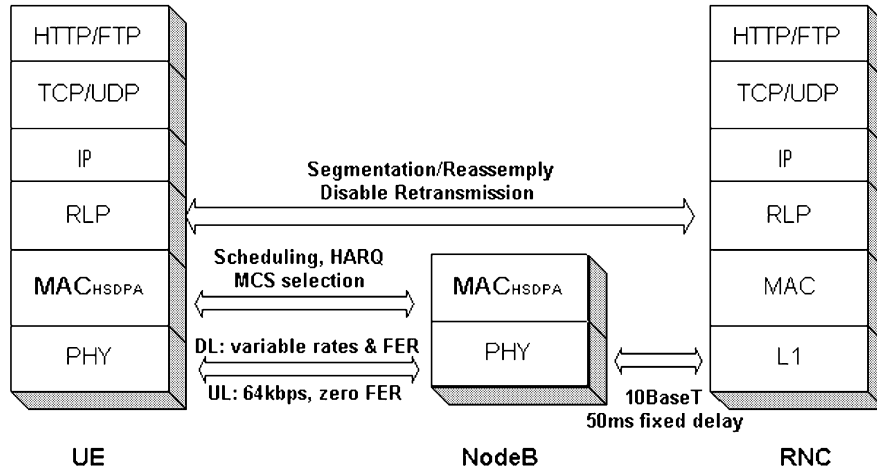 HTTP/FTP
TCP/UDP
IP
RLP
MACHSDPA
PHY
UE
Segmentation/Reassemply
Disable Retransmission
Scheduling, HARQ
MCS selection
DL: variable rates & FER
UL: 64kbps, zero FER
MACHSDPA
PHY
NodeB
10BaseT
50ms fixed delay
HTTP/FTP
TCP/UDP
IP
RLP
MAC
L1
RNC